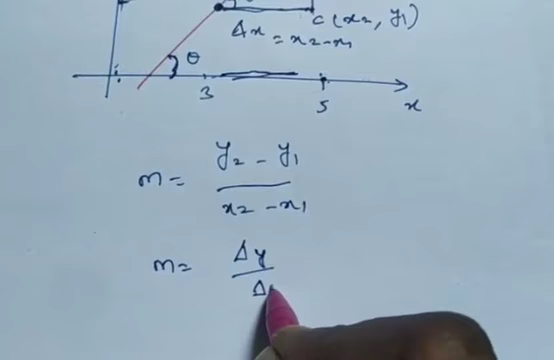 C (x2, y1)
Δx = x2-x1
θ
3
5
x
m = y2 - y1 / x2 - x1
m = Δy / Δ